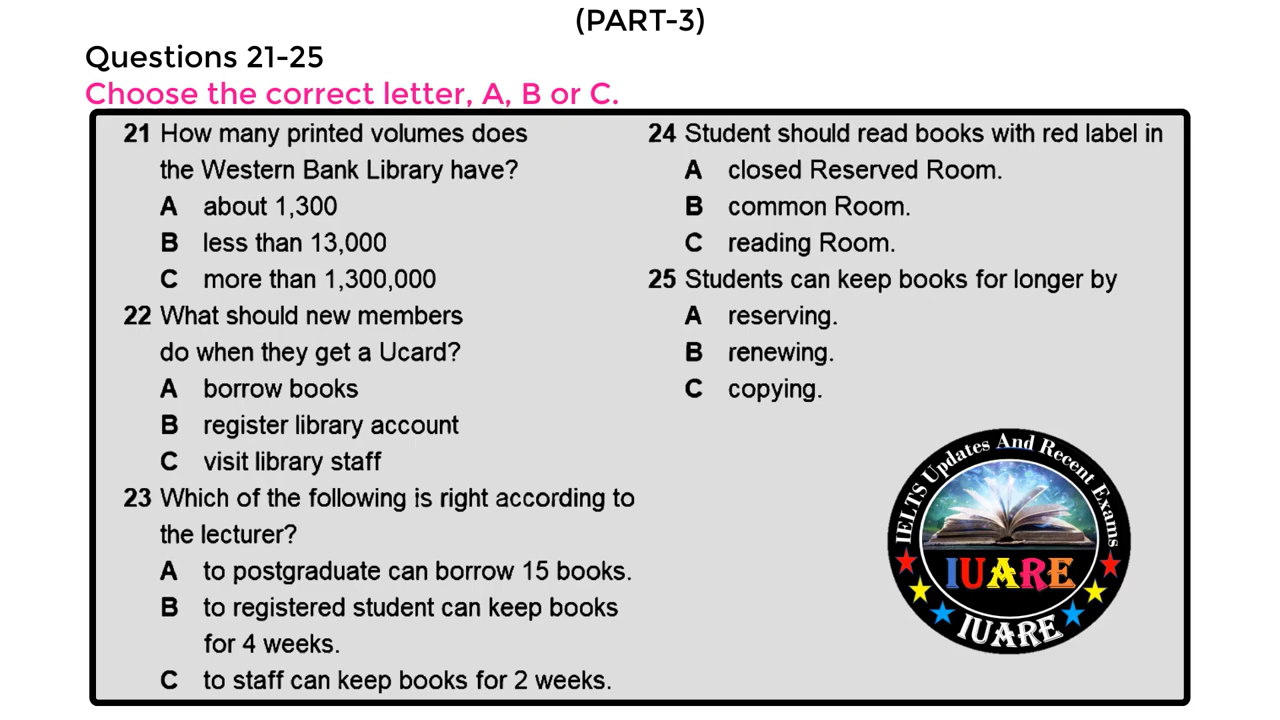 (PART-3)
Questions 21-25
Choose the correct letter, A, B or C.
21 How many printed volumes does
the Western Bank Library have?
A about 1,300
B less than 13,000
C more than 1,300,000
22 What should new members
do when they get a Ucard?
A borrow books
B register library account
C visit library staff
23 Which of the following is right according to
the lecturer?
A to postgraduate can borrow 15 books.
B to registered student can keep books
for 4 weeks.
C to staff can keep books for 2 weeks.
24 Student should read books with red label in
A closed Reserved Room.
B common Room.
C reading Room.
25 Students can keep books for longer by
A reserving.
B renewing.
C copying.
IELTS Updates And Recent Exams
IUARE
IUARE